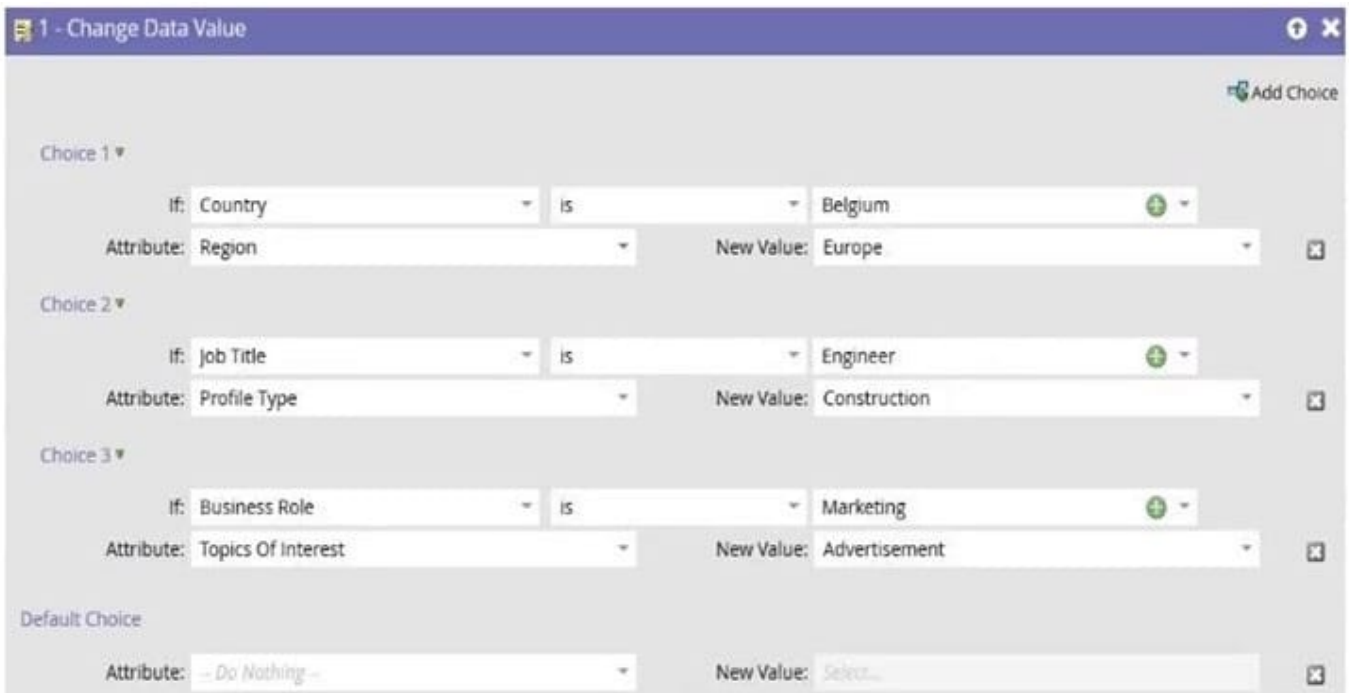 1 - Change Data Value
Add Choice
Choice 1
If: Country is Belgium
Attribute: Region New Value: Europe
Choice 2
If: Job Title is Engineer
Attribute: Profile Type New Value: Construction
Choice 3
If: Business Role is Marketing
Attribute: Topics Of Interest New Value: Advertisement
Default Choice
Attribute: -- Do Nothing -- New Value: Select...